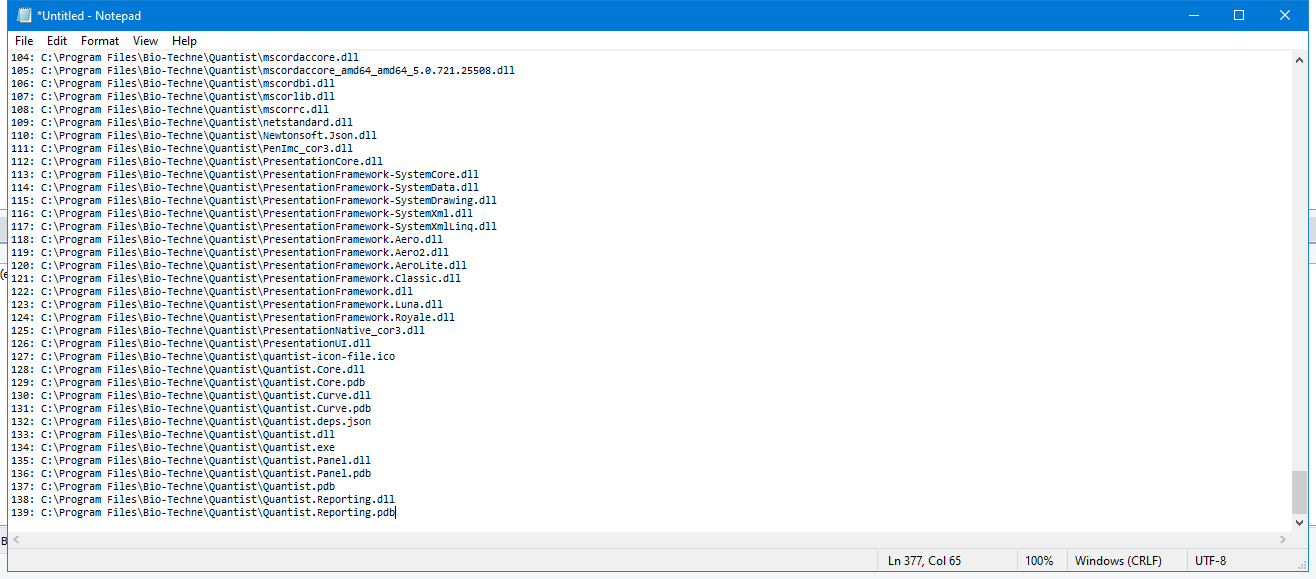 *Untitled - Notepad
File Edit Format View Help
104: C:\Program Files\Bio-Techne\Quantist\mscordaccore.dll
105: C:\Program Files\Bio-Techne\Quantist\mscordaccore_amd64_amd64_5.0.721.25508.dll
106: C:\Program Files\Bio-Techne\Quantist\mscordbi.dll
107: C:\Program Files\Bio-Techne\Quantist\mscorlib.dll
108: C:\Program Files\Bio-Techne\Quantist\mscorrc.dll
109: C:\Program Files\Bio-Techne\Quantist\netstandard.dll
110: C:\Program Files\Bio-Techne\Quantist\Newtonsoft.Json.dll
111: C:\Program Files\Bio-Techne\Quantist\PenImc_cor3.dll
112: C:\Program Files\Bio-Techne\Quantist\PresentationCore.dll
113: C:\Program Files\Bio-Techne\Quantist\PresentationFramework-SystemCore.dll
114: C:\Program Files\Bio-Techne\Quantist\PresentationFramework-SystemData.dll
115: C:\Program Files\Bio-Techne\Quantist\PresentationFramework-SystemDrawing.dll
116: C:\Program Files\Bio-Techne\Quantist\PresentationFramework-SystemXml.dll
117: C:\Program Files\Bio-Techne\Quantist\PresentationFramework-SystemXmlLinq.dll
118: C:\Program Files\Bio-Techne\Quantist\PresentationFramework.Aero.dll
119: C:\Program Files\Bio-Techne\Quantist\PresentationFramework.Aero2.dll
120: C:\Program Files\Bio-Techne\Quantist\PresentationFramework.AeroLite.dll
121: C:\Program Files\Bio-Techne\Quantist\PresentationFramework.Classic.dll
122: C:\Program Files\Bio-Techne\Quantist\PresentationFramework.dll
123: C:\Program Files\Bio-Techne\Quantist\PresentationFramework.Luna.dll
124: C:\Program Files\Bio-Techne\Quantist\PresentationFramework.Royale.dll
125: C:\Program Files\Bio-Techne\Quantist\PresentationNative_cor3.dll
126: C:\Program Files\Bio-Techne\Quantist\PresentationUI.dll
127: C:\Program Files\Bio-Techne\Quantist\quantist-icon-file.ico
128: C:\Program Files\Bio-Techne\Quantist\Quantist.Core.dll
129: C:\Program Files\Bio-Techne\Quantist\Quantist.Core.pdb
130: C:\Program Files\Bio-Techne\Quantist\Quantist.Curve.dll
131: C:\Program Files\Bio-Techne\Quantist\Quantist.Curve.pdb
132: C:\Program Files\Bio-Techne\Quantist\Quantist.deps.json
133: C:\Program Files\Bio-Techne\Quantist\Quantist.dll
134: C:\Program Files\Bio-Techne\Quantist\Quantist.exe
135: C:\Program Files\Bio-Techne\Quantist\Quantist.Panel.dll
136: C:\Program Files\Bio-Techne\Quantist\Quantist.Panel.pdb
137: C:\Program Files\Bio-Techne\Quantist\Quantist.pdb
138: C:\Program Files\Bio-Techne\Quantist\Quantist.Reporting.dll
139: C:\Program Files\Bio-Techne\Quantist\Quantist.Reporting.pdb
Ln 377, Col 65 100% Windows (CRLF) UTF-8